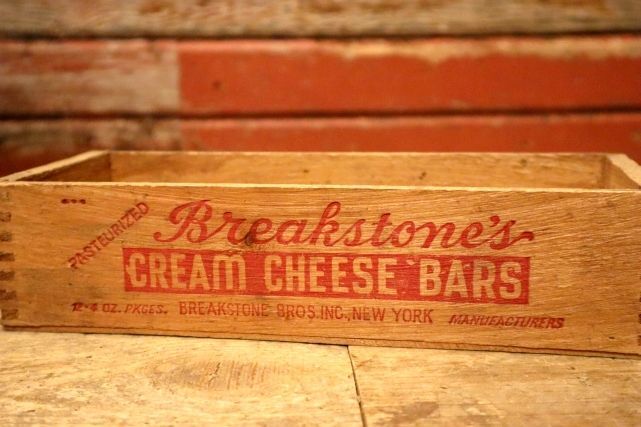 PASTEURIZED
Breakstone's
CREAM CHEESE BARS
12-4 OZ. PKGES. BREAKSTONE BROS. INC., NEW YORK MANUFACTURERS